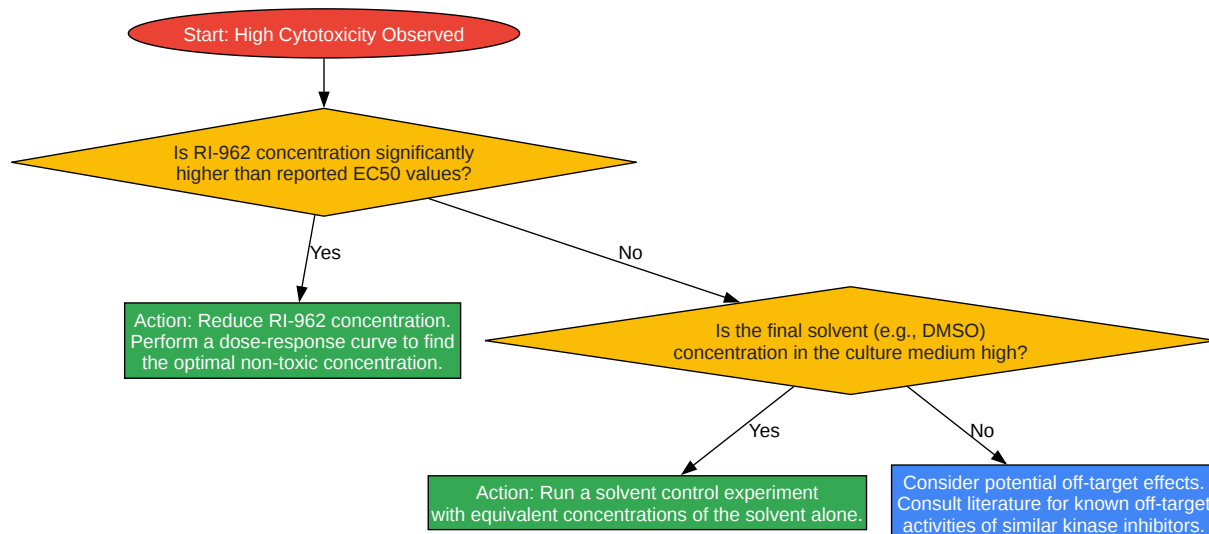 Start: High Cytotoxicity Observed
Is RI-962 concentration significantly
higher than reported EC50 values?
Yes
No
Action: Reduce RI-962 concentration.
Perform a dose-response curve to find
the optimal non-toxic concentration.
Is the final solvent (e.g., DMSO)
concentration in the culture medium high?
Yes
No
Action: Run a solvent control experiment
with equivalent concentrations of the solvent alone.
Consider potential off-target effects.
Consult literature for known off-target
activities of similar kinase inhibitors.